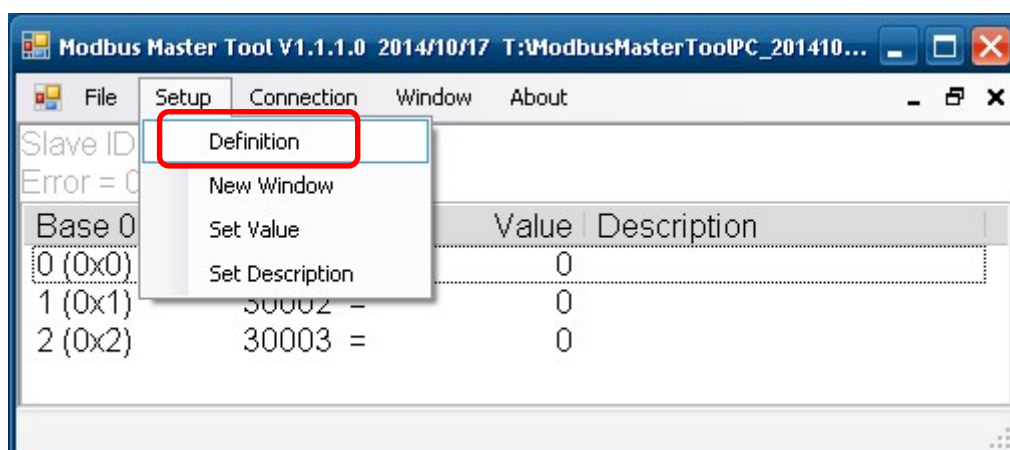 Modbus Master Tool V1.1.1.0 2014/10/17 T:\ModbusMasterToolPC_201410...
File Setup Connection Window About
Slave ID
Definition
Error = 0
New Window
Base 0 Value Description
Set Value
0 (0x0) 0
Set Description
1 (0x1) 30002 = 0
2 (0x2) 30003 = 0